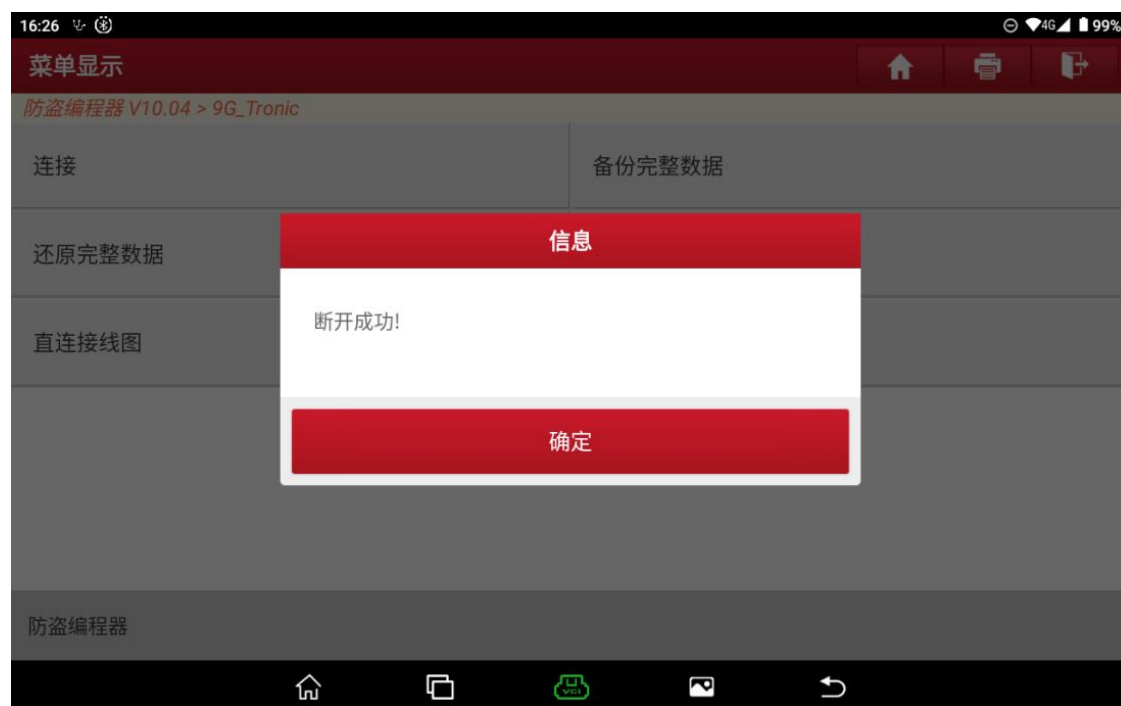 16:26
4G 99%
菜单显示
防盗编程器 V10.04 > 9G_Tronic
连接
备份完整数据
还原完整数据
信息
断开成功!
直连接线图
确定
防盗编程器
VCI